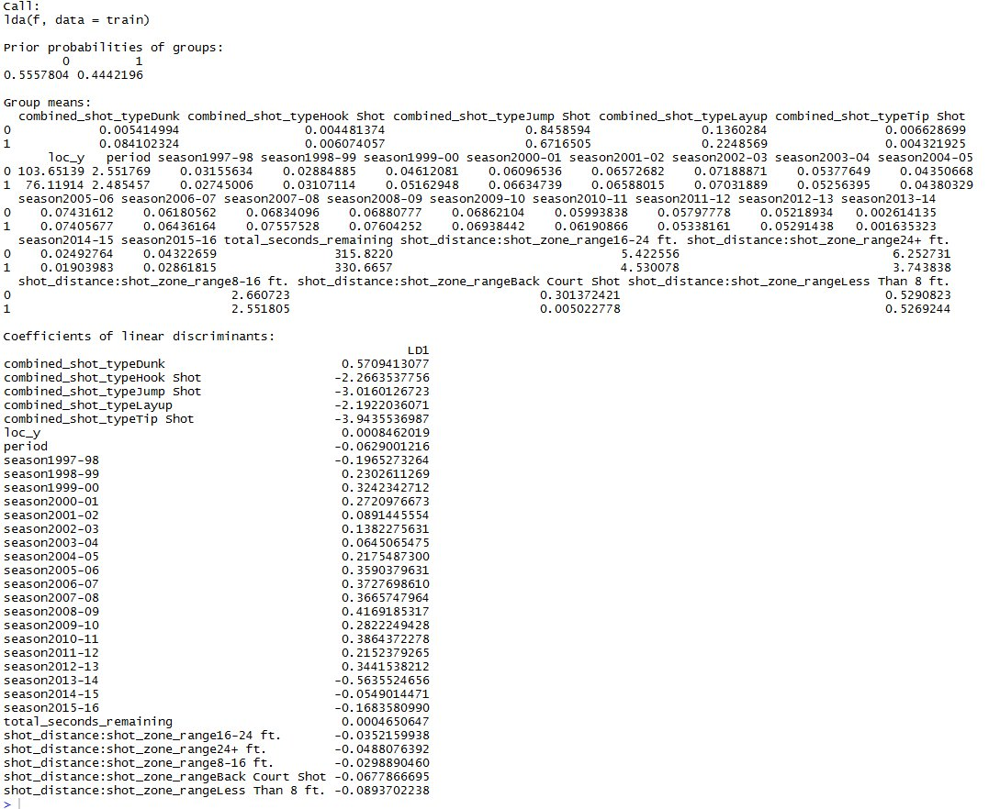 Call:
lda(f, data = train)
Prior probabilities of groups:
0 1
0.5557804 0.4442196
Group means:
combined_shot_typeDunk combined_shot_typeHook Shot combined_shot_typeJump Shot combined_shot_typeLayup combined_shot_typeTip Shot
0 0.005414994 0.004481374 0.8458594 0.1360284 0.006628699
1 0.084102324 0.006074057 0.6716505 0.2248569 0.004321925
loc_y period season1997-98 season1998-99 season1999-00 season2000-01 season2001-02 season2002-03 season2003-04 season2004-05
0 103.65139 2.551769 0.03155634 0.02884885 0.04612081 0.06096536 0.06572682 0.07188871 0.05377649 0.04350668
1 76.11914 2.485457 0.02745006 0.03107114 0.05162948 0.06634739 0.06588015 0.07031889 0.05256395 0.04380329
season2005-06 season2006-07 season2007-08 season2008-09 season2009-10 season2010-11 season2011-12 season2012-13 season2013-14
0 0.07431612 0.06180562 0.06834096 0.06880777 0.06862104 0.05993838 0.05797778 0.05218934 0.002614135
1 0.07405677 0.06436164 0.07557528 0.07604252 0.06938442 0.06190866 0.05338161 0.05291438 0.001635323
season2014-15 season2015-16 total_seconds_remaining shot_distance:shot_zone_range16-24 ft. shot_distance:shot_zone_range24+ ft.
0 0.02492764 0.04322659 315.8220 5.422556 6.252731
1 0.01903983 0.02861815 330.6657 4.530078 3.743838
shot_distance:shot_zone_range8-16 ft. shot_distance:shot_zone_rangeBack Court Shot shot_distance:shot_zone_rangeLess Than 8 ft.
0 2.660723 0.301372421 0.5290823
1 2.551805 0.005022778 0.5269244
Coefficients of linear discriminants:
LD1
combined_shot_typeDunk 0.5709413077
combined_shot_typeHook Shot -2.2663537756
combined_shot_typeJump Shot -3.0160126723
combined_shot_typeLayup -2.1922036071
combined_shot_typeTip Shot -3.9435536987
loc_y 0.0008462019
period -0.0629001216
season1997-98 -0.1965273264
season1998-99 0.2302611269
season1999-00 0.3242342712
season2000-01 0.2720976673
season2001-02 0.0891445554
season2002-03 0.1382275631
season2003-04 0.0645065475
season2004-05 0.2175487300
season2005-06 0.3590379631
season2006-07 0.3727698610
season2007-08 0.3665747964
season2008-09 0.4169185317
season2009-10 0.2822249428
season2010-11 0.3864372278
season2011-12 0.2152379265
season2012-13 0.3441538212
season2013-14 -0.5635524656
season2014-15 -0.0549014471
season2015-16 -0.1683580990
total_seconds_remaining 0.0004650647
shot_distance:shot_zone_range16-24 ft. -0.0352159938
shot_distance:shot_zone_range24+ ft. -0.0488076392
shot_distance:shot_zone_range8-16 ft. -0.0298890460
shot_distance:shot_zone_rangeBack Court Shot -0.0677866695
shot_distance:shot_zone_rangeLess Than 8 ft. -0.0893702238
>